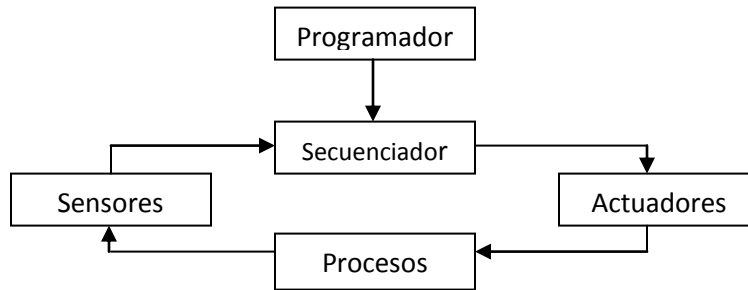 Programador
Secuenciador
Sensores
Actuadores
Procesos